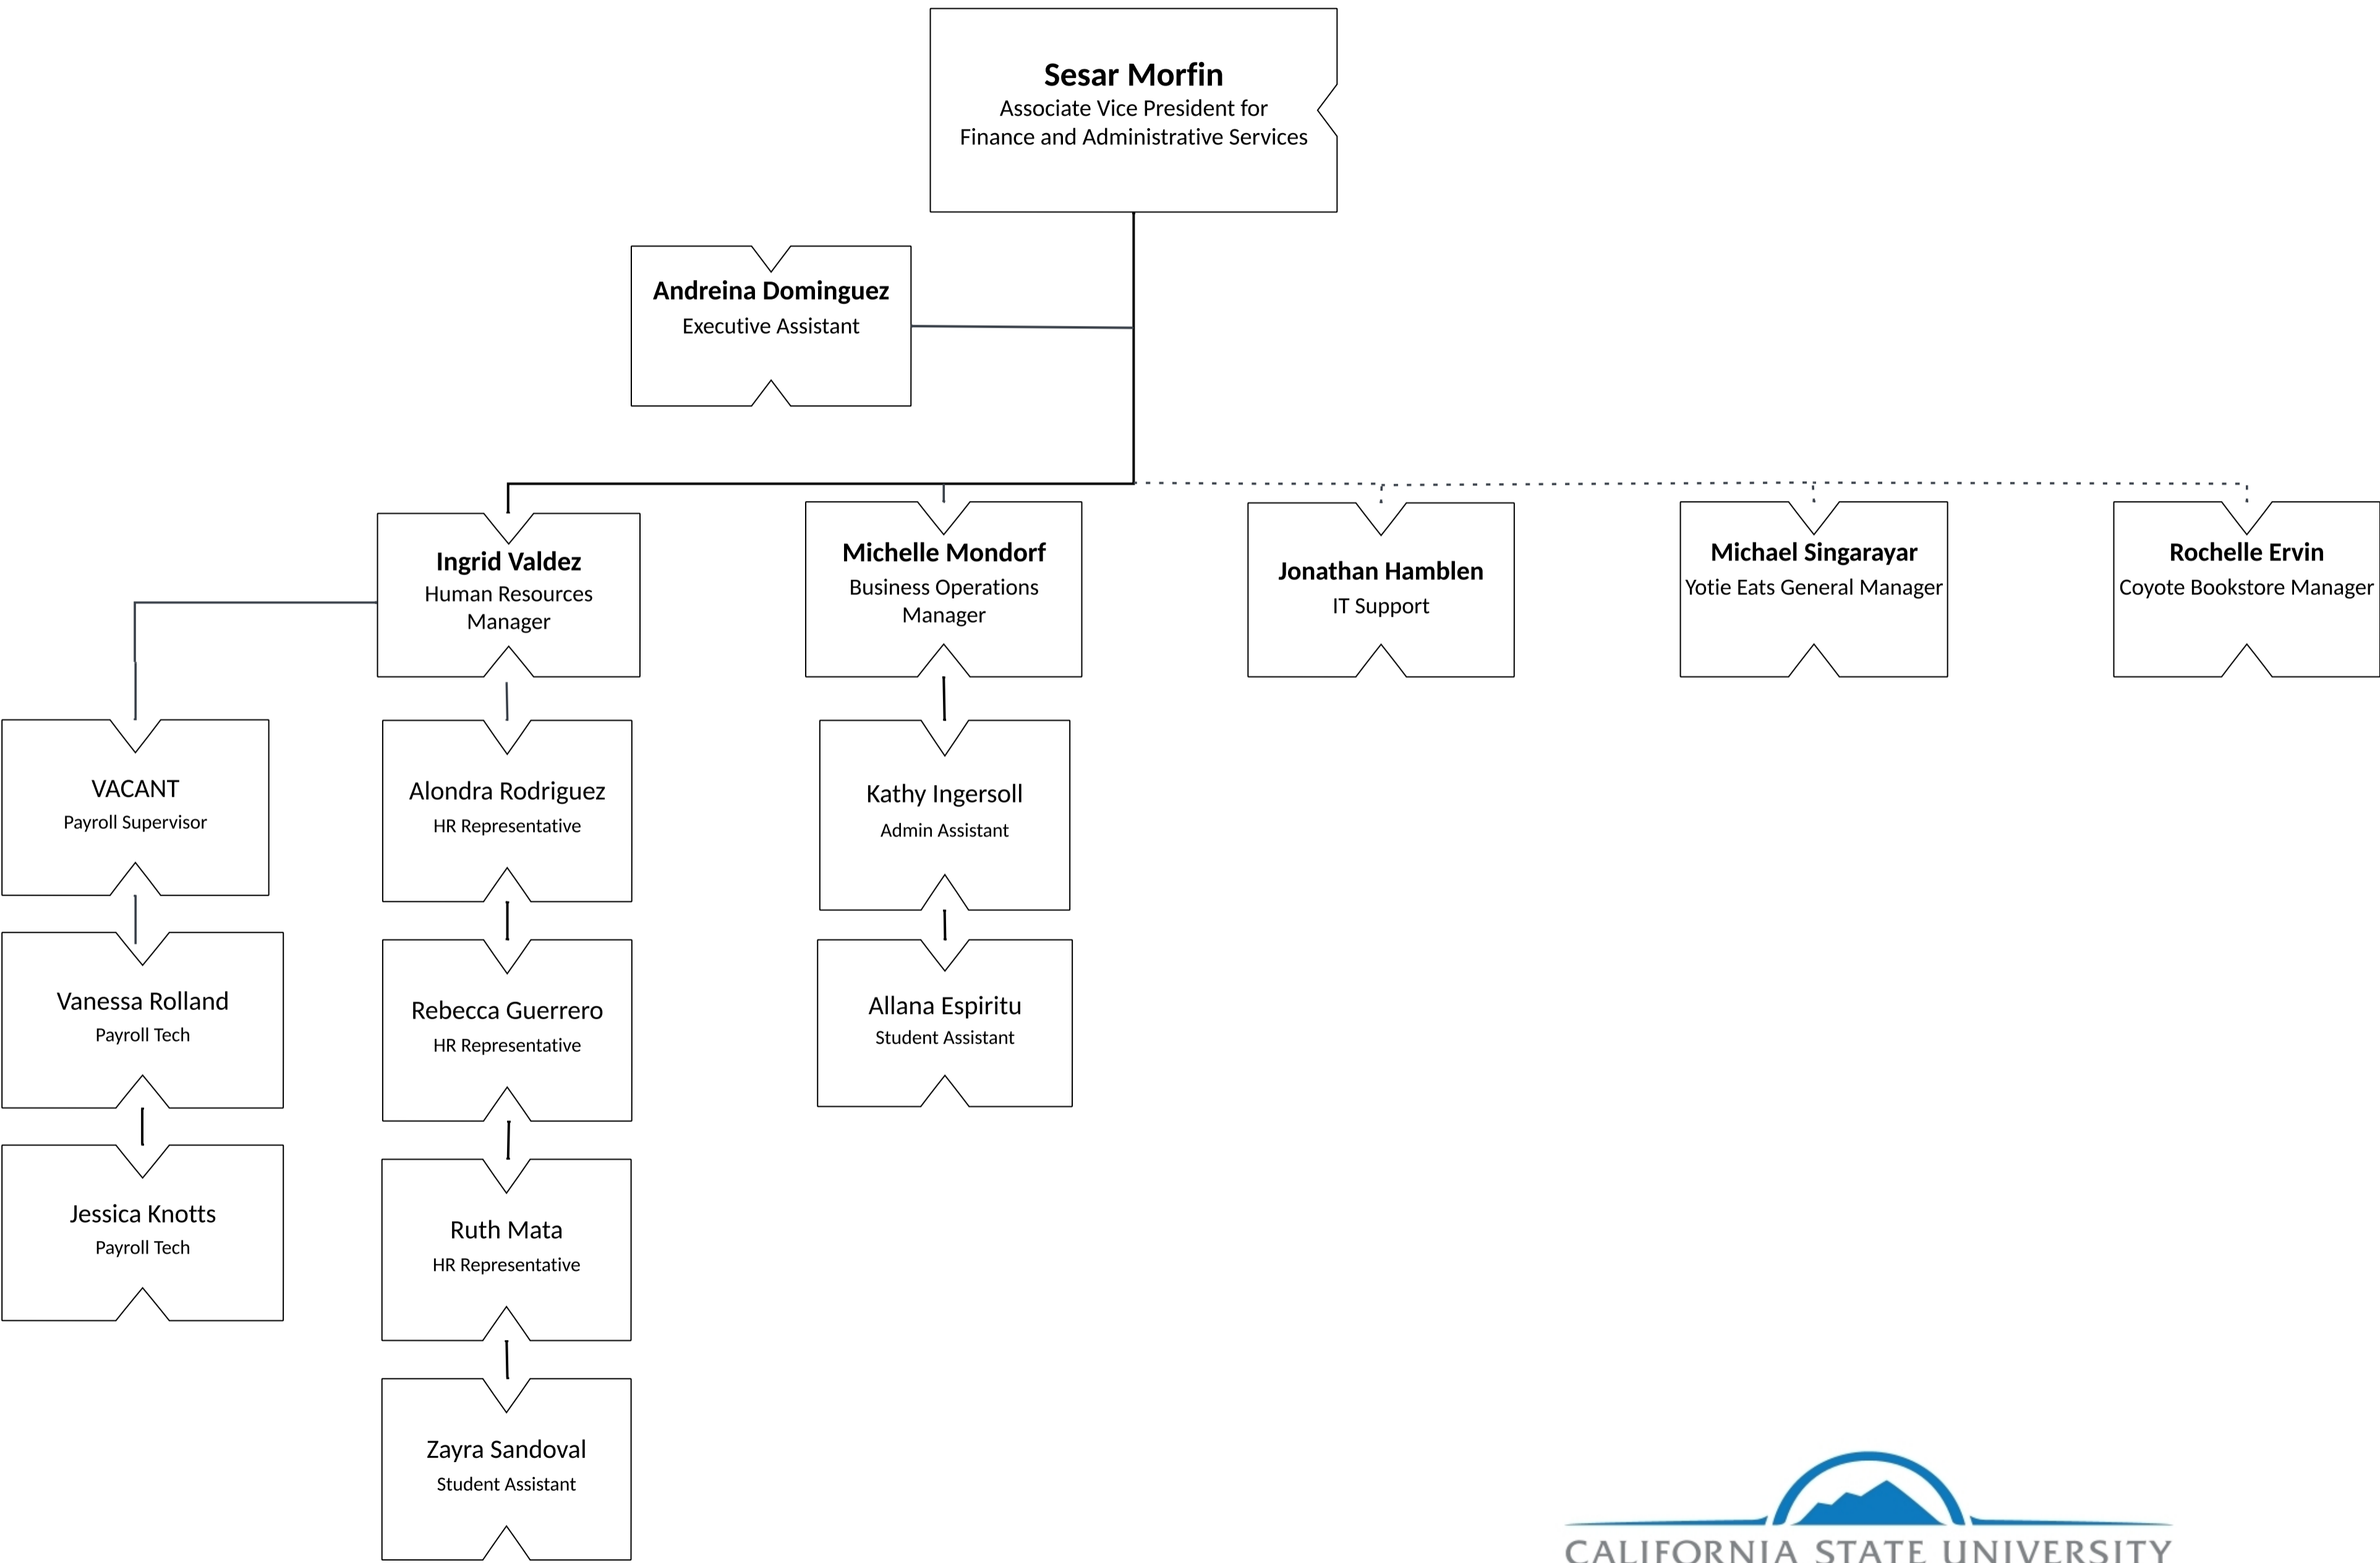 Sesar Morfin
Associate Vice President for
Finance and Administrative Services
Andreina Dominguez
Executive Assistant
Ingrid Valdez
Human Resources
Manager
Michelle Mondorf
Business Operations
Manager
Jonathan Hamblen
IT Support
Michael Singarayar
Yotie Eats General Manager
Rochelle Ervin
Coyote Bookstore Manager
VACANT
Payroll Supervisor
Alondra Rodriguez
HR Representative
Kathy Ingersoll
Admin Assistant
Vanessa Rolland
Payroll Tech
Rebecca Guerrero
HR Representative
Allana Espiritu
Student Assistant
Jessica Knotts
Payroll Tech
Ruth Mata
HR Representative
Zayra Sandoval
Student Assistant
CALIFORNIA STATE UNIVERSITY